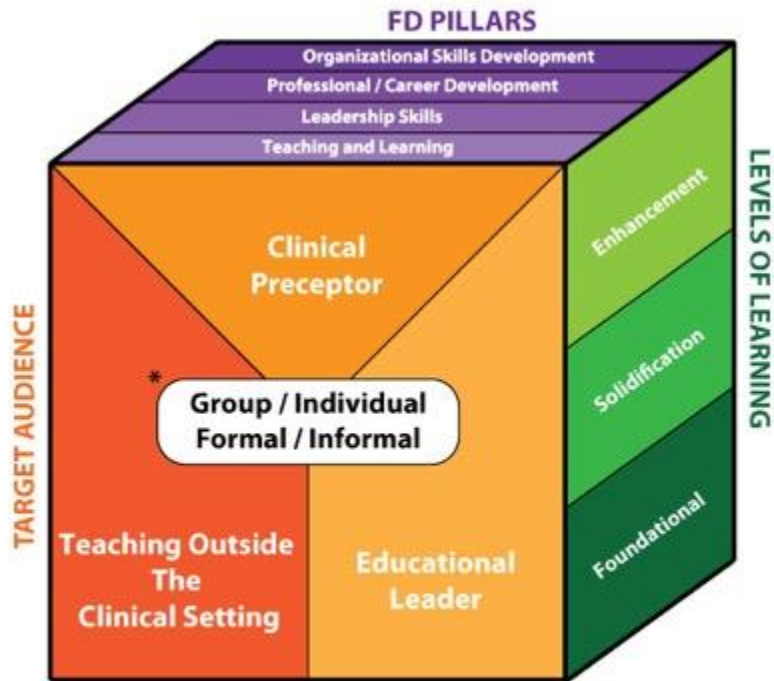 FD PILLARS
Organizational Skills Development
Professional / Career Development
Leadership Skills
Teaching and Learning
Clinical
Preceptor
*
Group / Individual
Formal / Informal
Teaching Outside
The
Clinical Setting
Educational
Leader
TARGET AUDIENCE
Enhancement
Solidification
Foundational
LEVELS OF LEARNING